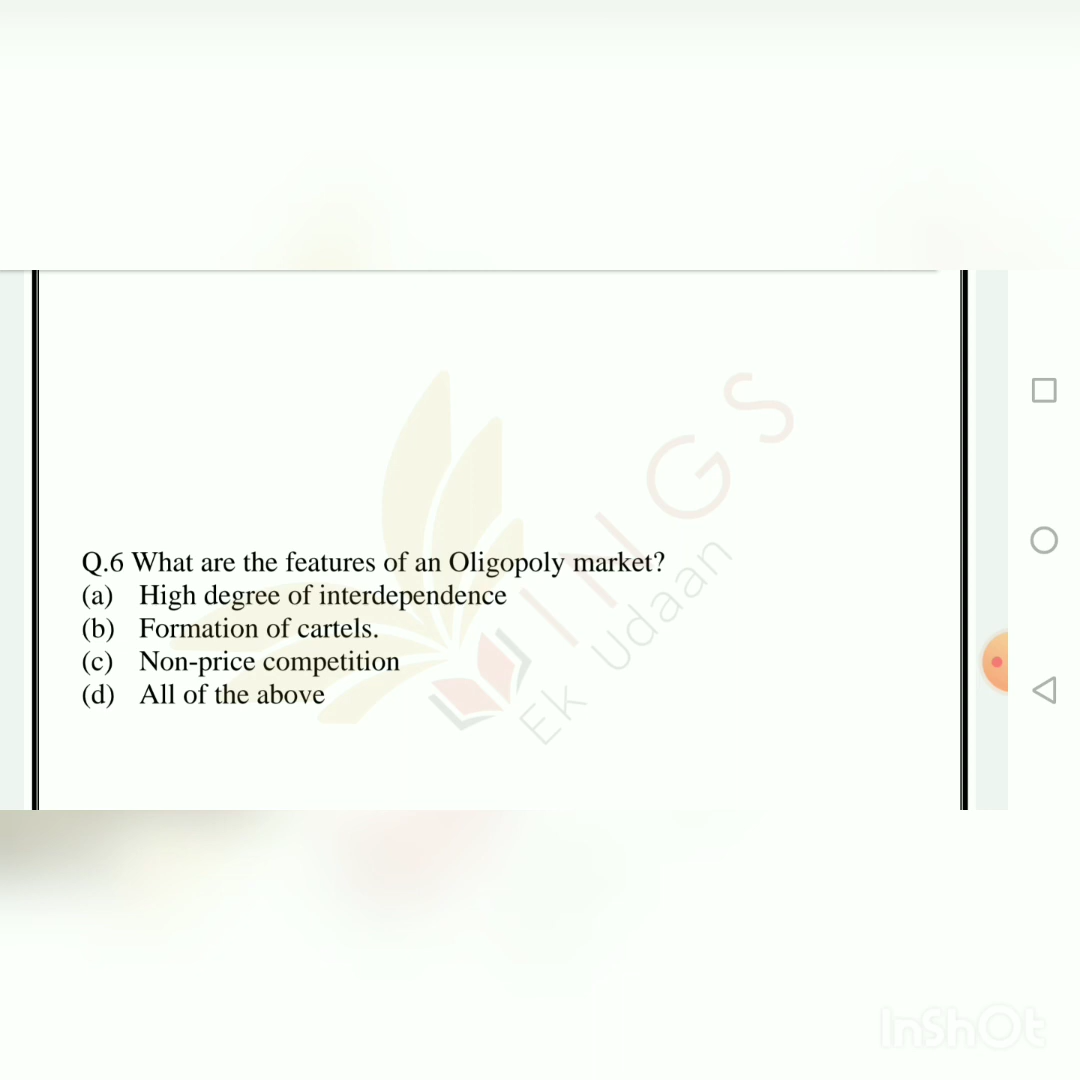 INGS
Ek Udaan
Q.6 What are the features of an Oligopoly market?
(a) High degree of interdependence
(b) Formation of cartels.
(c) Non-price competition
(d) All of the above
InShOt